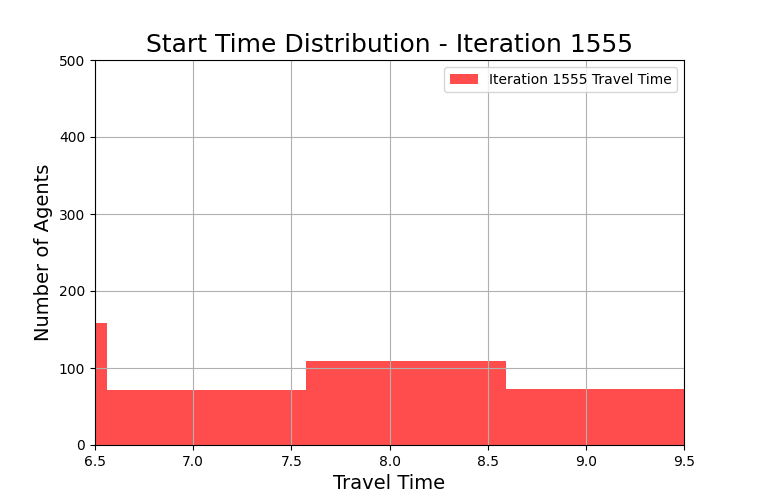 Start Time Distribution - Iteration 1555
500
400
300
200
100
0
Number of Agents
Iteration 1555 Travel Time
6.5 7.0 7.5 8.0 8.5 9.0 9.5
Travel Time